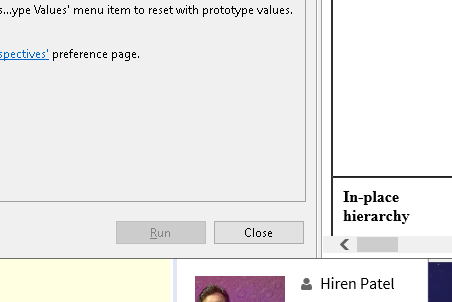 s...ype Values' menu item to reset with prototype values.
spectives' preference page.
Run
Close
In-place
hierarchy
Hiren Patel